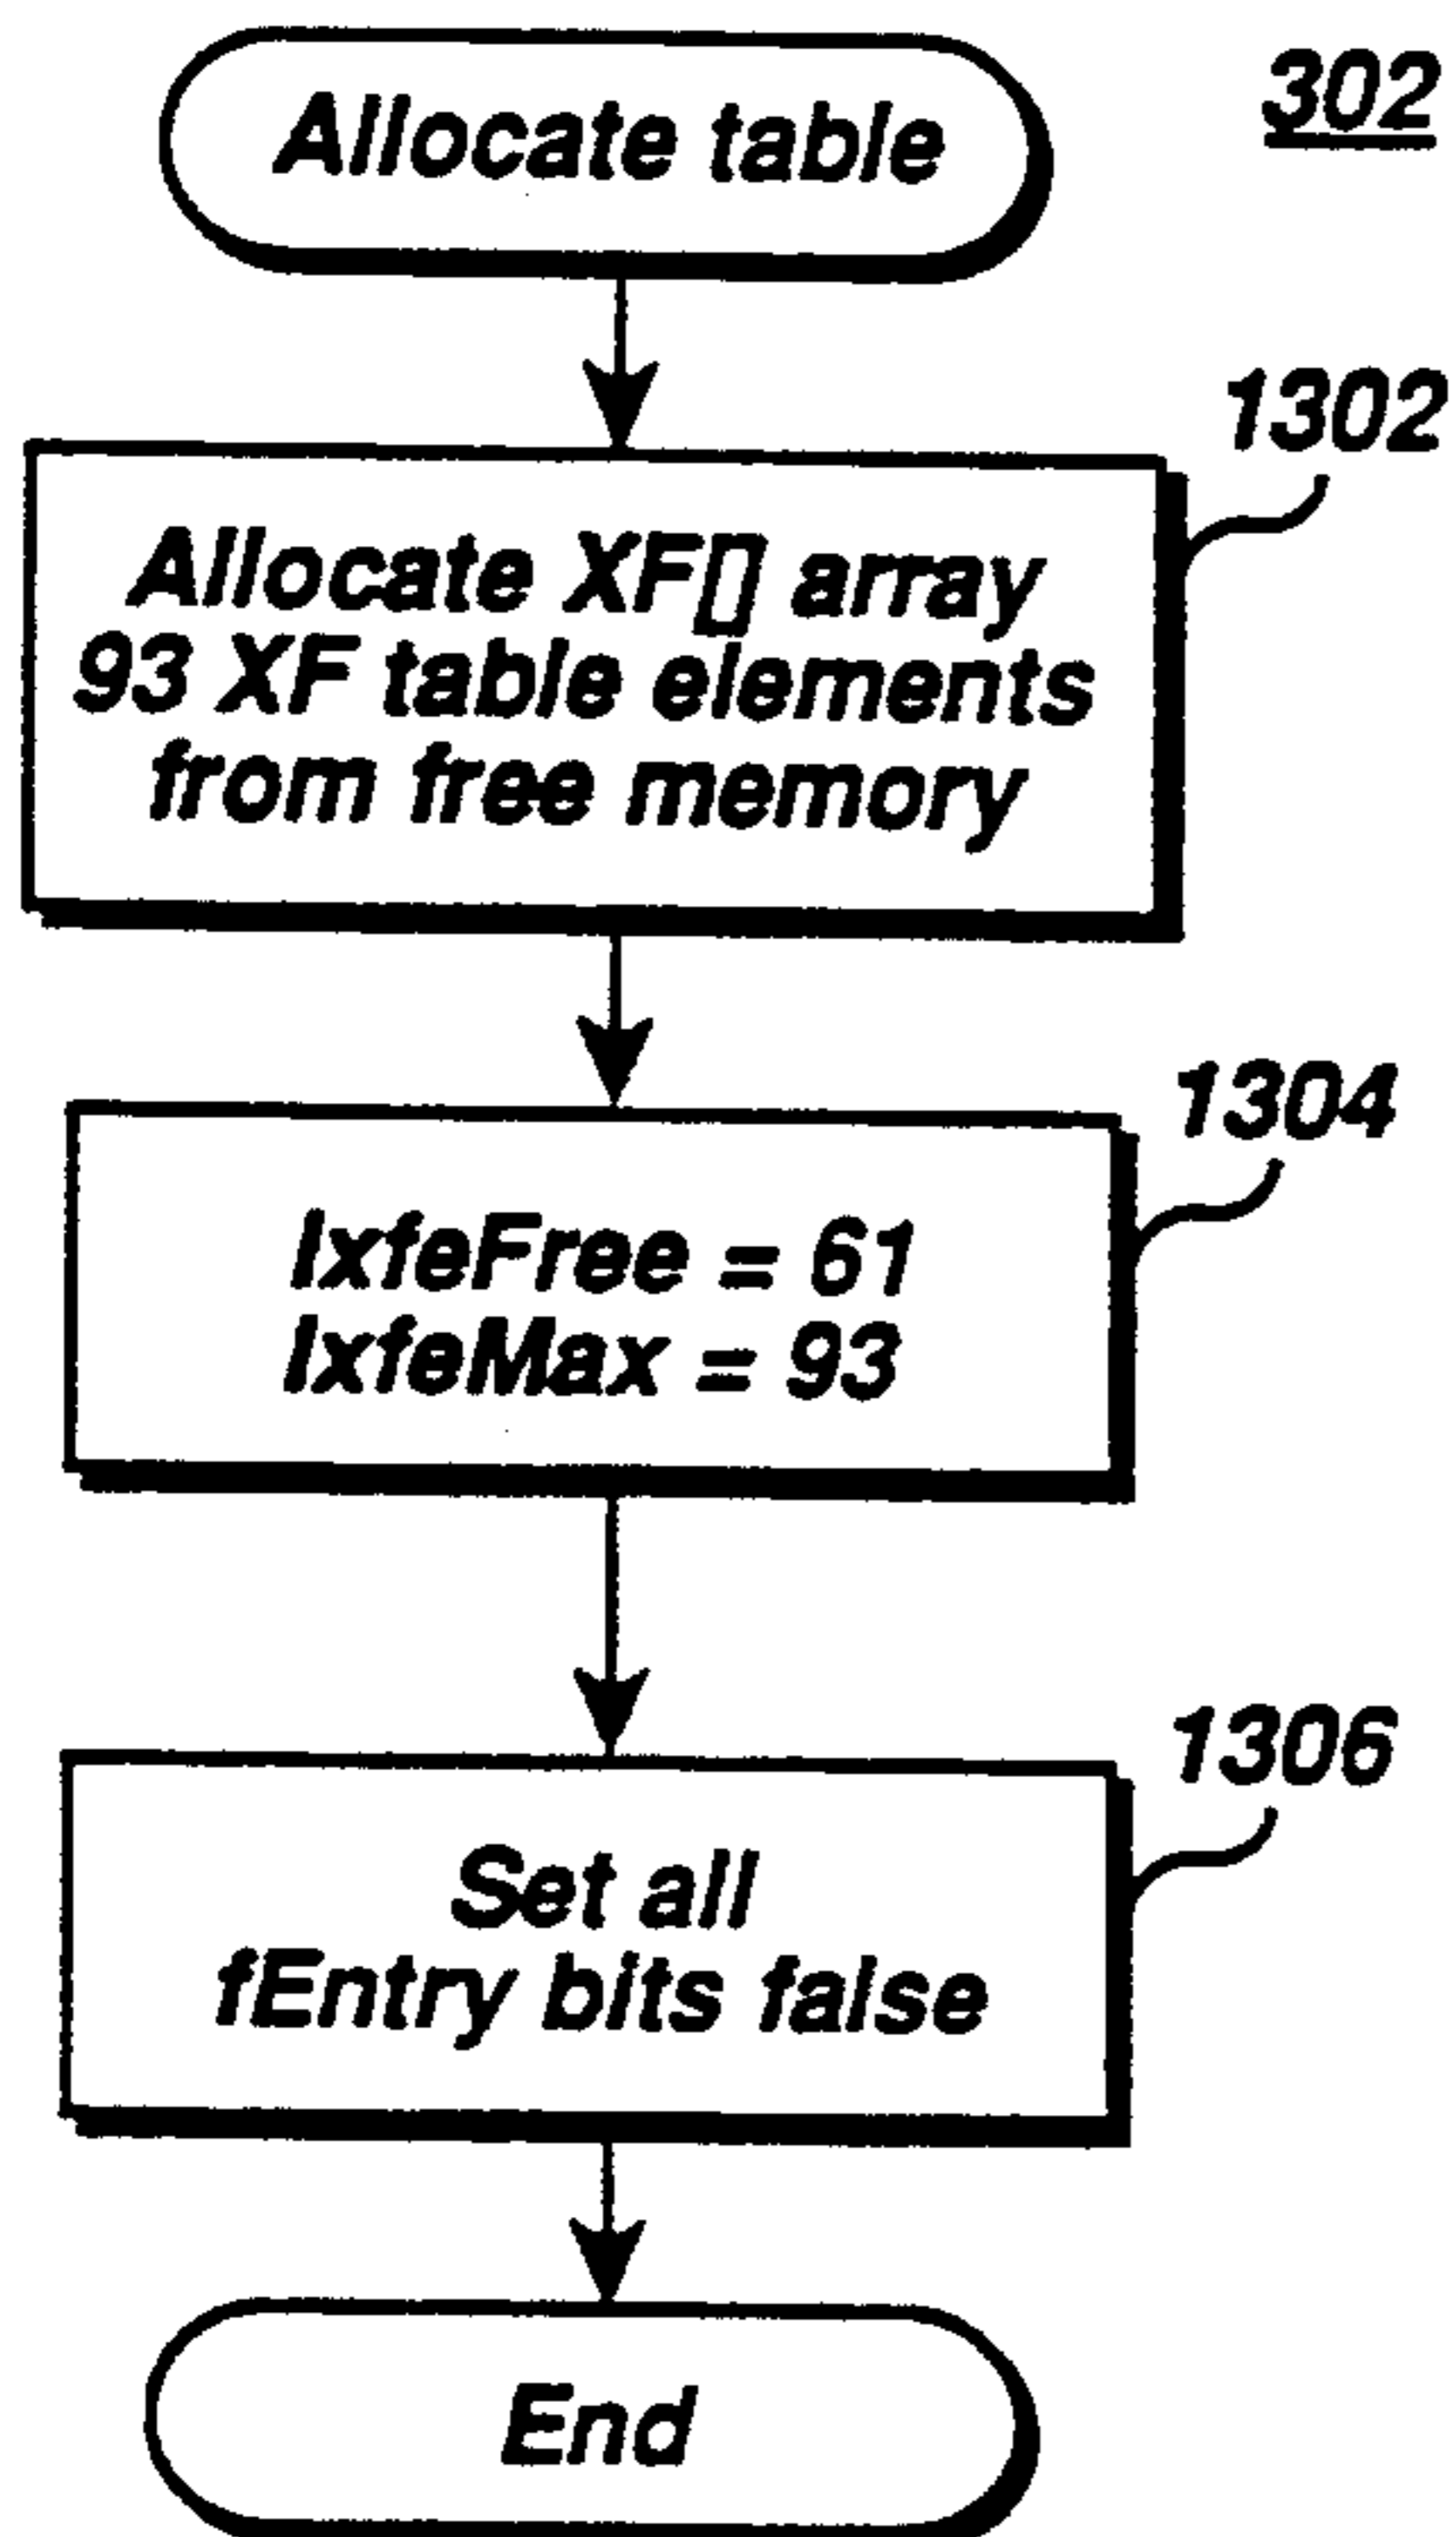 Allocate table
302
1302
Allocate XF[] array
93 XF table elements
from free memory
1304
IxfeFree = 61
IxfeMax = 93
1306
Set all
fEntry bits false
End